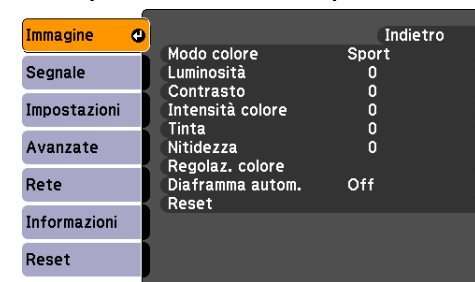 Immagine
Segnale
Impostazioni
Avanzate
Rete
Informazioni
Reset
Indietro
Modo colore Sport
Luminosità 0
Contrasto 0
Intensità colore 0
Tinta 0
Nitidezza 0
Regolaz. colore
Diaframma autom. Off
Reset